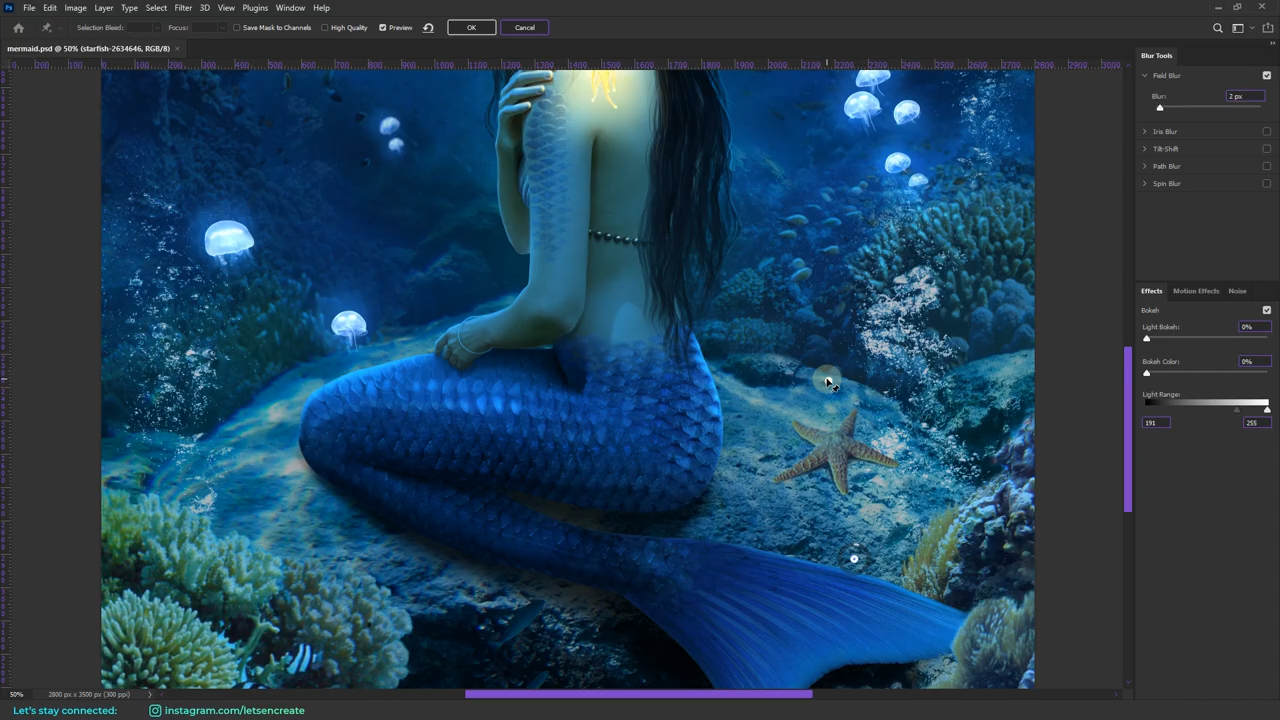 Ps File Edit Image Layer Type Select Filter 3D View Plugins Window Help
Selection Bleed: Focus: Save Mask to Channels High Quality Preview OK Cancel
mermaid.psd @ 50% (starfish-2634646, RGB/8) ×
Blur Tools
Field Blur
Blur: 2 px
Iris Blur
Tilt-Shift
Path Blur
Spin Blur
Effects Motion Effects Noise
Bokeh
Light Bokeh: 0%
Bokeh Color: 0%
Light Range:
191 255
50% 2800 px x 3500 px (300 ppi)
Let's stay connected: instagram.com/letsencreate